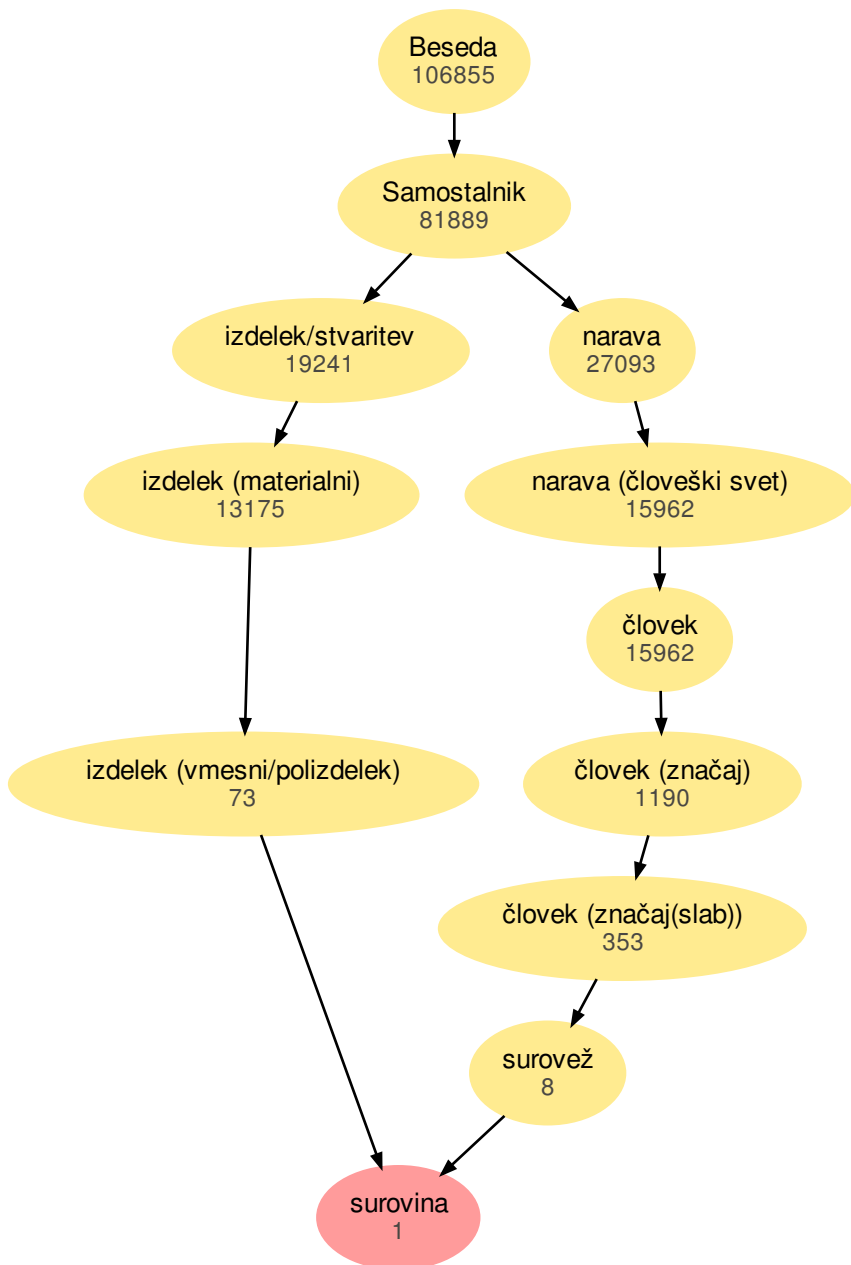 Beseda
106855
Samostalnik
81889
izdelek/stvaritev
19241
narava
27093
izdelek (materialni)
13175
narava (človeški svet)
15962
človek
15962
izdelek (vmesni/polizdelek)
73
človek (značaj)
1190
človek (značaj(slab))
353
surovež
8
surovina
1